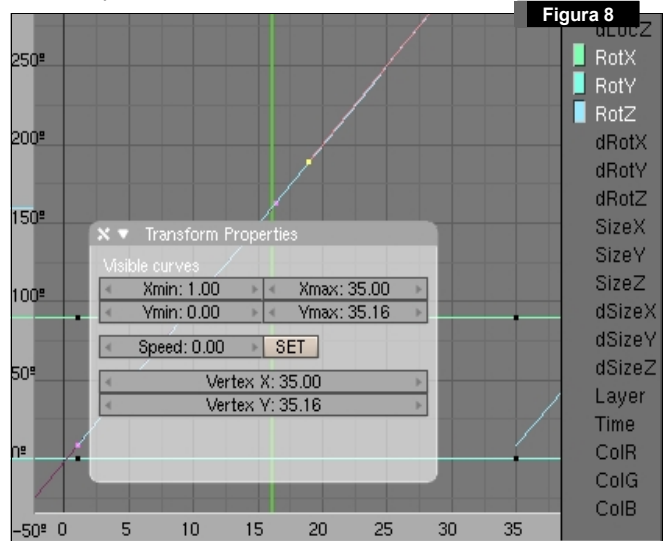 Figura 8
dLocZ
RotX
RotY
RotZ
dRotX
dRotY
dRotZ
SizeX
SizeY
SizeZ
dSizeX
dSizeY
dSizeZ
Layer
Time
ColR
ColG
ColB
250º
200º
150º
100º
50º
0º
-50º 0 5 10 15 20 25 30 35
Transform Properties
Visible curves
Xmin: 1.00 Xmax: 35.00
Ymin: 0.00 Ymax: 35.16
Speed: 0.00 SET
Vertex X: 35.00
Vertex Y: 35.16